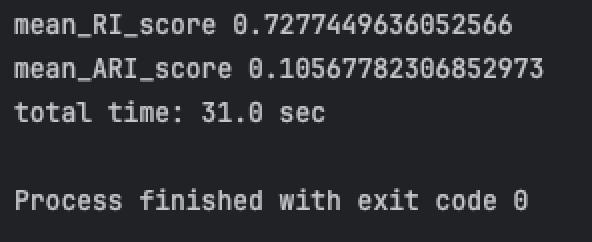 mean_RI_score 0.7277449636052566
mean_ARI_score 0.10567782306852973
total time: 31.0 sec
Process finished with exit code 0